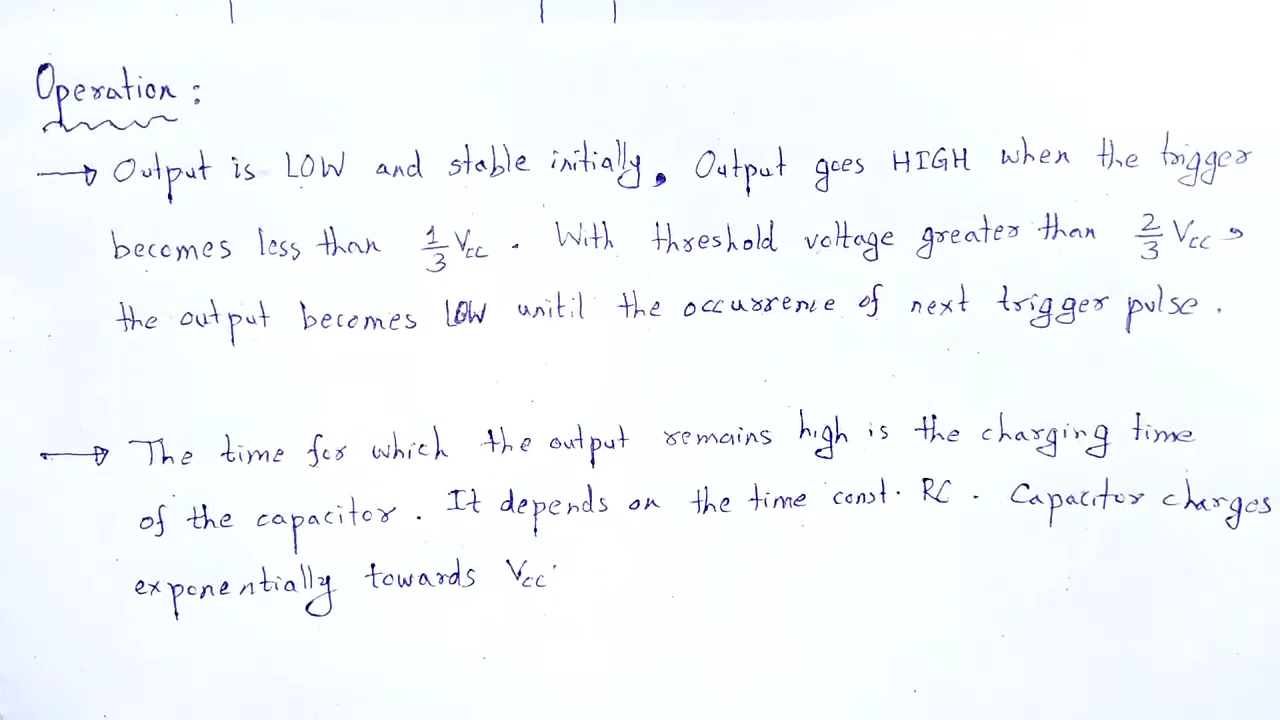 Operation :
→ Output is LOW and stable initially. Output goes HIGH when the trigger
becomes less than 1/3 Vcc . With threshold voltage greater than 2/3 Vcc ,
the output becomes LOW unitil the occurrence of next trigger pulse .
→ The time for which the output remains high is the charging time
of the capacitor . It depends on the time const. RC . Capacitor charges
exponentially towards Vcc.